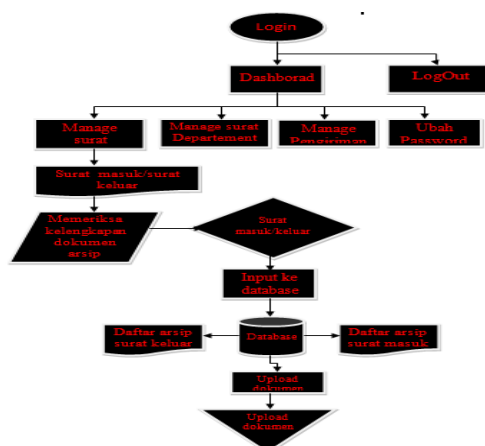 Login
Dashborad
LogOut
Manage
surat
Manage surat
Departement
Manage
Pengiriman
Ubah
Password
Surat masuk/surat
keluar
Memeriksa
kelengkapan
dokumen
arsip
Surat
masuk/keluar
Input ke
database
Daftar arsip
surat keluar
Database
Daftar arsip
surat masuk
Upload
dokumen
Upload
dokumen